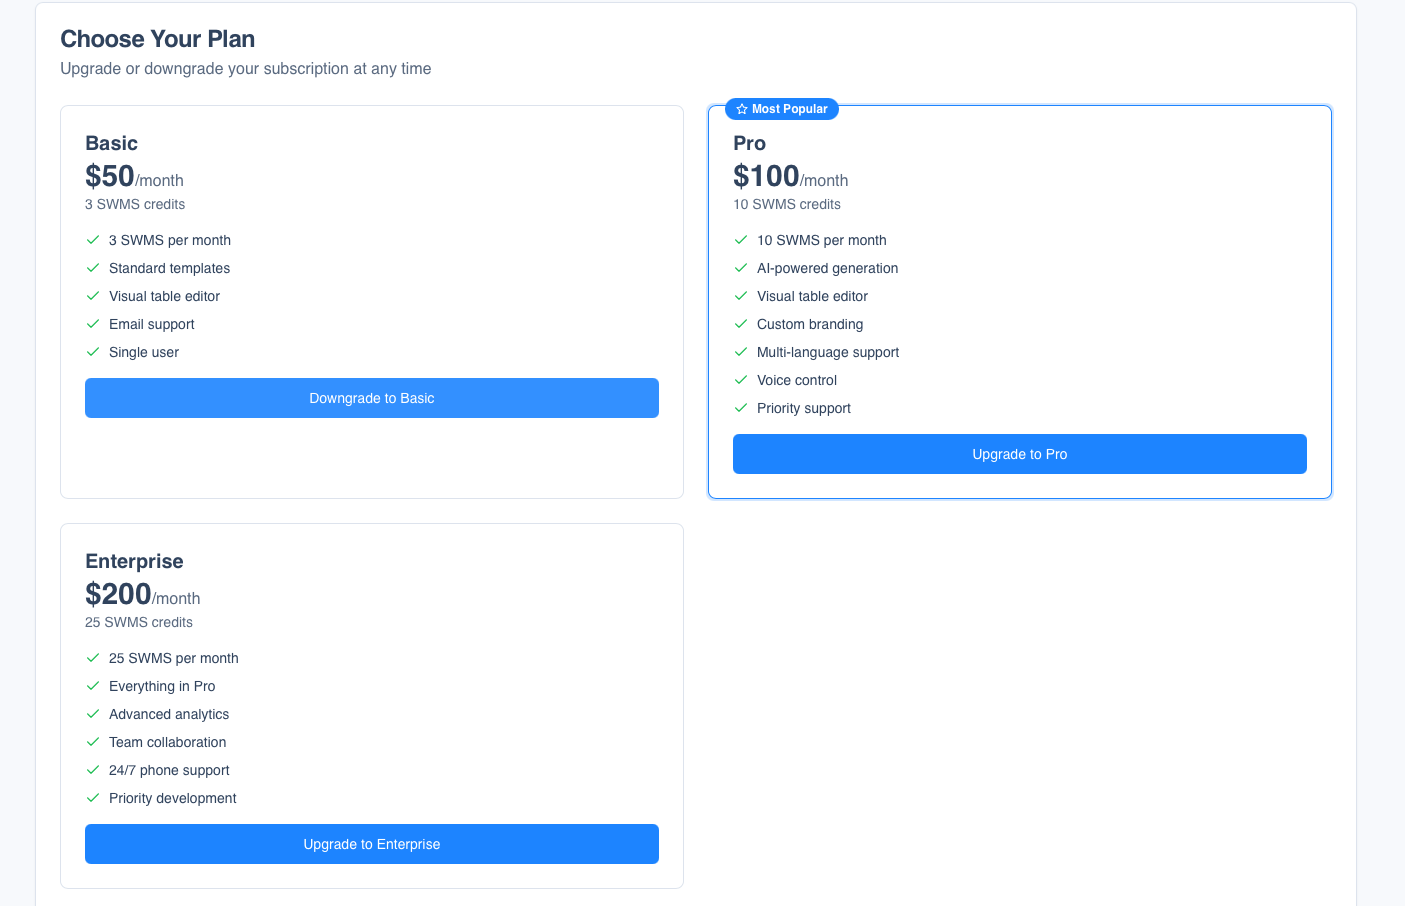 Choose Your Plan
Upgrade or downgrade your subscription at any time
Basic
$50/month
3 SWMS credits
3 SWMS per month
Standard templates
Visual table editor
Email support
Single user
Downgrade to Basic
Most Popular
Pro
$100/month
10 SWMS credits
10 SWMS per month
AI-powered generation
Visual table editor
Custom branding
Multi-language support
Voice control
Priority support
Upgrade to Pro
Enterprise
$200/month
25 SWMS credits
25 SWMS per month
Everything in Pro
Advanced analytics
Team collaboration
24/7 phone support
Priority development
Upgrade to Enterprise